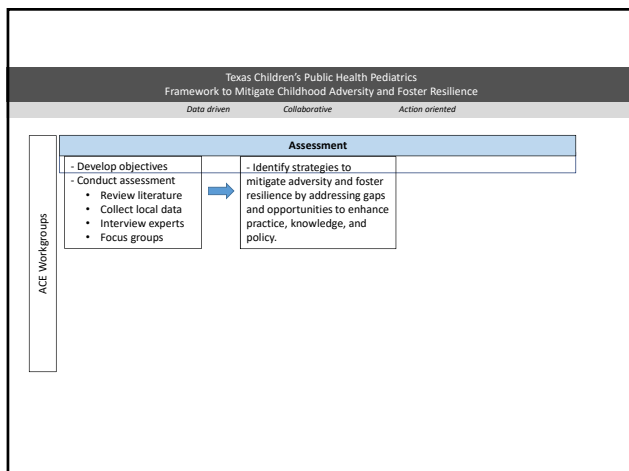 Texas Children's Public Health Pediatrics
Framework to Mitigate Childhood Adversity and Foster Resilience
Data driven Collaborative Action oriented
ACE Workgroups
Assessment
- Develop objectives
- Conduct assessment
• Review literature
• Collect local data
• Interview experts
• Focus groups
- Identify strategies to
mitigate adversity and foster
resilience by addressing gaps
and opportunities to enhance
practice, knowledge, and
policy.